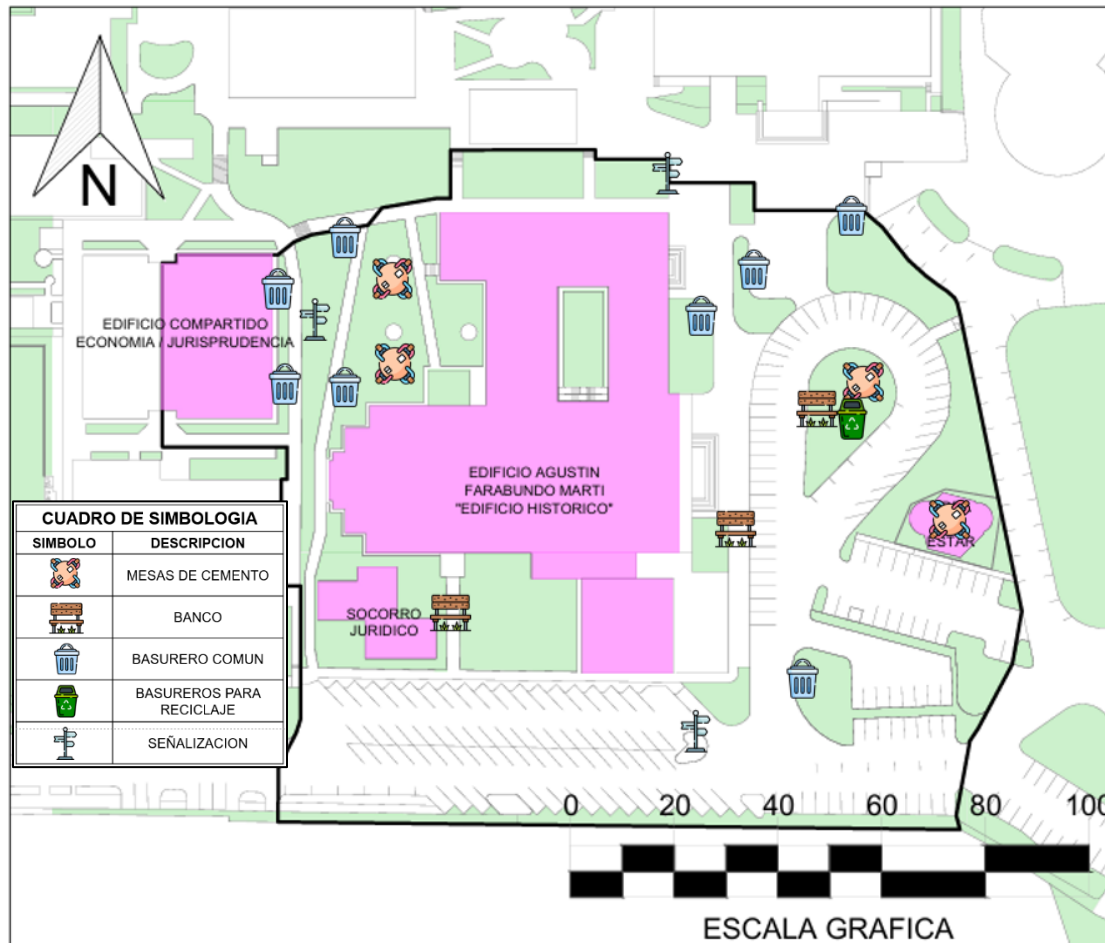 N
EDIFICIO COMPARTIDO
ECONOMIA / JURISPRUDENCIA
EDIFICIO AGUSTIN
FARABUNDO MARTI
"EDIFICIO HISTORICO"
ESTAR
SOCORRO
JURIDICO
CUADRO DE SIMBOLOGIA
SIMBOLO DESCRIPCION
MESAS DE CEMENTO
BANCO
BASURERO COMUN
BASUREROS PARA
RECICLAJE
SEÑALIZACION
0 20 40 60 80 100
ESCALA GRAFICA